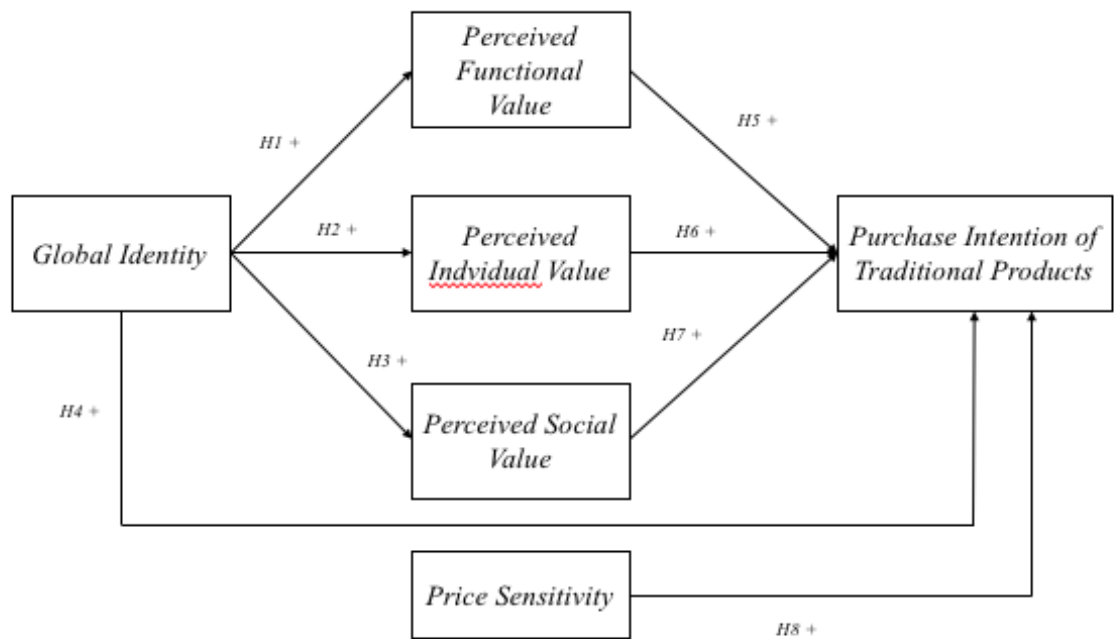 Perceived
Functional
Value
H5 +
H1 +
Global Identity
H2 +
Perceived
Indvidual Value
H6 +
Purchase Intention of
Traditional Products
H3 +
H7 +
H4 +
Perceived Social
Value
Price Sensitivity
H8 +